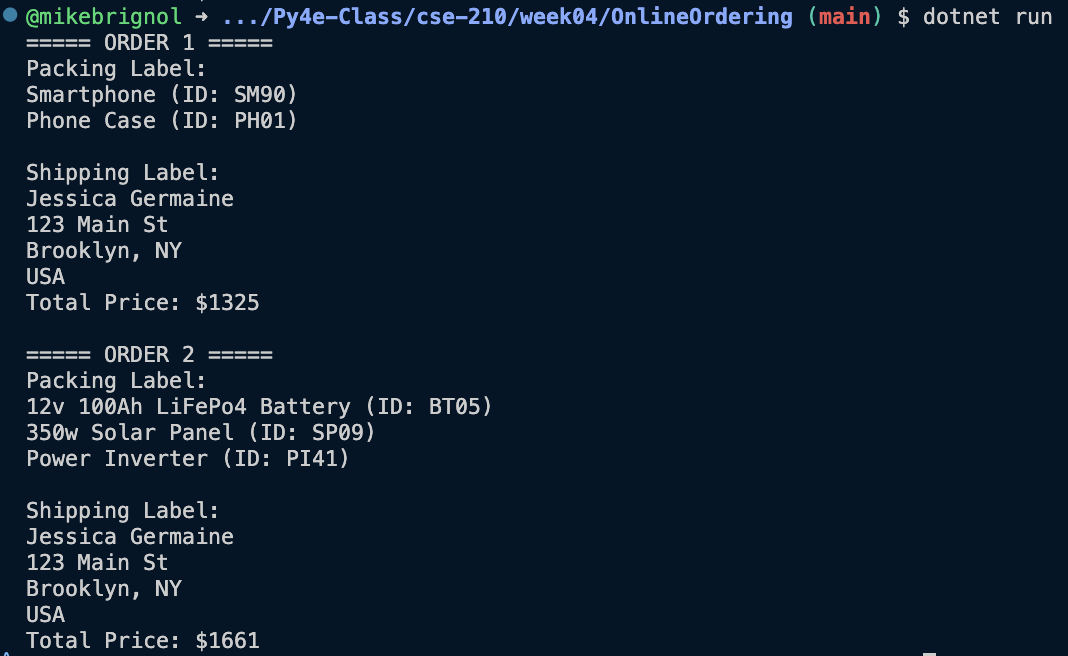 @mikebrignol ➜ .../Py4e-Class/cse-210/week04/OnlineOrdering (main) $ dotnet run
===== ORDER 1 =====
Packing Label:
Smartphone (ID: SM90)
Phone Case (ID: PH01)
Shipping Label:
Jessica Germaine
123 Main St
Brooklyn, NY
USA
Total Price: $1325
===== ORDER 2 =====
Packing Label:
12v 100Ah LiFePo4 Battery (ID: BT05)
350w Solar Panel (ID: SP09)
Power Inverter (ID: PI41)
Shipping Label:
Jessica Germaine
123 Main St
Brooklyn, NY
USA
Total Price: $1661